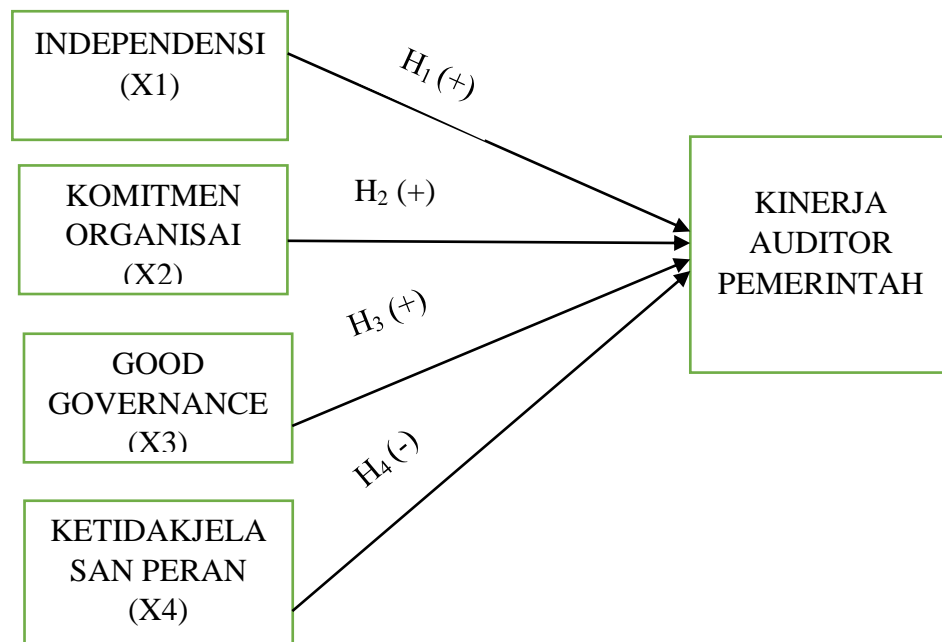 INDEPENDENSI
(X1)
H₁ (+)
KOMITMEN
ORGANISAI
(X2)
H₂ (+)
KINERJA
AUDITOR
PEMERINTAH
H₃ (+)
GOOD
GOVERNANCE
(X3)
H₄ (-)
KETIDAKJELA
SAN PERAN
(X4)